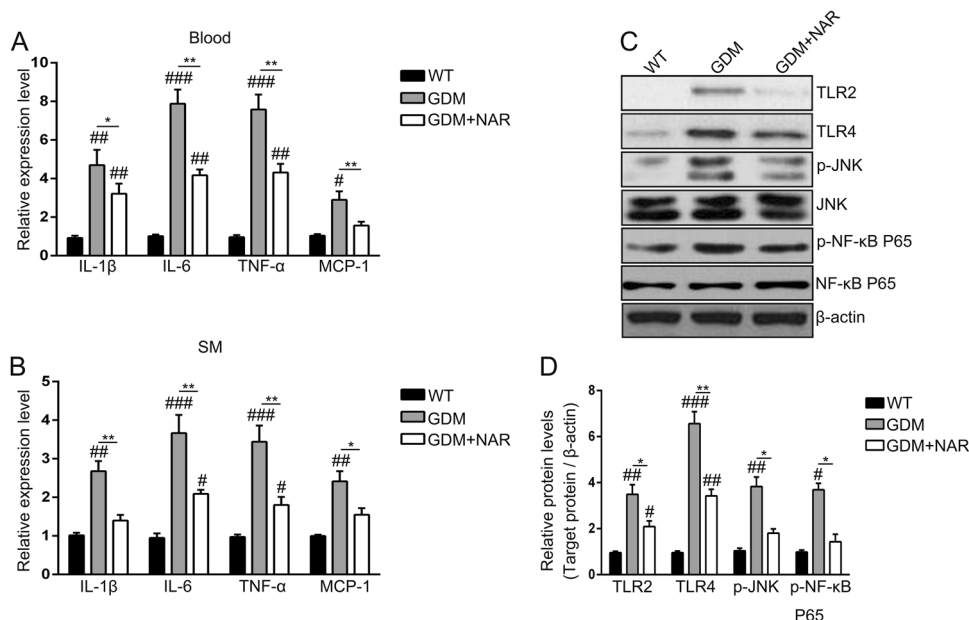 A
Blood
Relative expression level
10
8
6
4
2
0
## * ## ### ** ## ### ** ## # **
IL-1β IL-6 TNF-α MCP-1
WT
GDM
GDM+NAR
B
SM
Relative expression level
5
4
3
2
1
0
## ** ### ** # ### ** # ## *
IL-1β IL-6 TNF-α MCP-1
WT
GDM
GDM+NAR
C
WT GDM GDM+NAR
TLR2
TLR4
p-JNK
JNK
p-NF-κB P65
NF-κB P65
β-actin
D
Relative protein levels
(Target protein / β-actin)
8
6
4
2
0
## * # ### ** ## ## * # *
TLR2 TLR4 p-JNK p-NF-κB
P65
WT
GDM
GDM+NAR